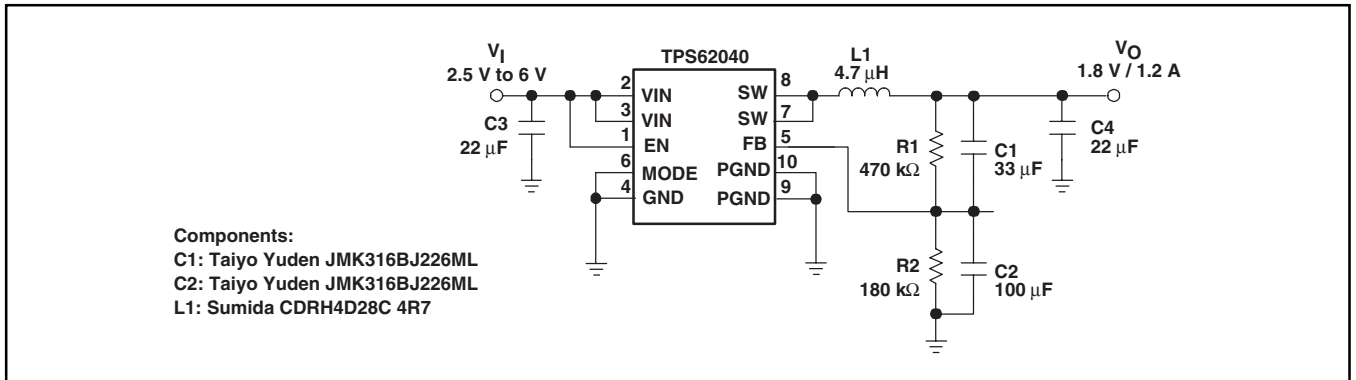 TPS62040
V_I
2.5 V to 6 V
C3
22 μF
2
3
1
6
4
VIN
VIN
EN
MODE
GND
SW
SW
FB
PGND
PGND
8
7
5
10
9
L1
4.7 μH
R1
470 kΩ
C1
33 μF
V_O
1.8 V / 1.2 A
C4
22 μF
R2
180 kΩ
C2
100 μF
Components:
C1: Taiyo Yuden JMK316BJ226ML
C2: Taiyo Yuden JMK316BJ226ML
L1: Sumida CDRH4D28C 4R7